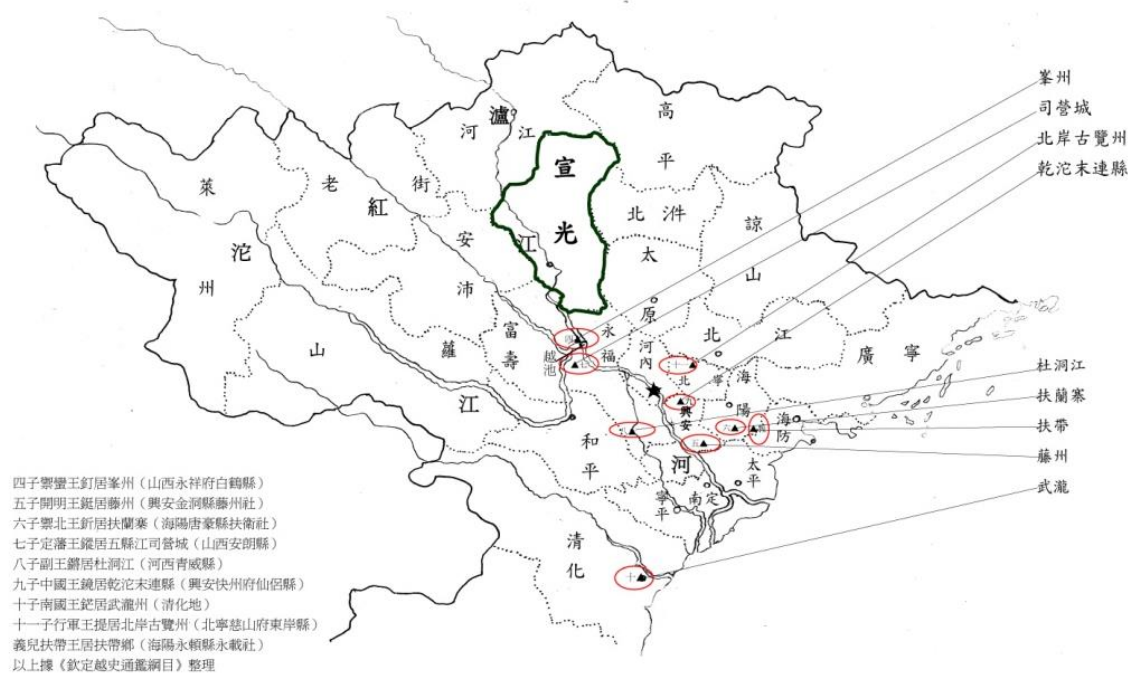 峯州
司營城
北岸古覽州
乾沱末連縣
杜洞江
扶蘭寨
扶帶
藤州
武瀧
河 瀘 江
高平
宣光
萊州
老街
紅
北 泮
諒山
沱
安沛
江
太原
山蘿
富壽
永福
越池
河內
北江
廣寧
四
七
十一
北寧
海陽
九
興安
海防
六
義
八
五
江
和平
河
太平
南定
寧平
清化
十
四子禦蠻王釘居峯州（山西永祥府白鶴縣）
五子開明王鋌居藤州（興安金洞縣藤州社）
六子禦北王釿居扶蘭寨（海陽唐豪縣扶衛社）
七子定藩王鏦居五縣江司營城（山西安朗縣）
八子副王鏘居杜洞江（河西青威縣）
九子中國王鏡居乾沱末連縣（興安快州府仙侶縣）
十子南國王鋩居武瀧州（清化地）
十一子行軍王提居北岸古覽州（北寧慈山府東岸縣）
義兒扶帶王居扶帶鄉（海陽永賴縣永載社）
以上據《欽定越史通鑑綱目》整理